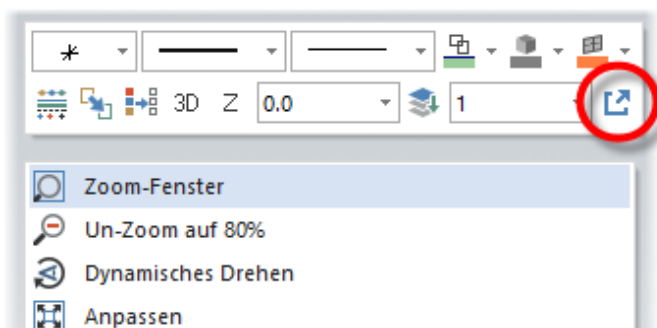 3D Z 0.0 1
Zoom-Fenster
Un-Zoom auf 80%
Dynamisches Drehen
Anpassen